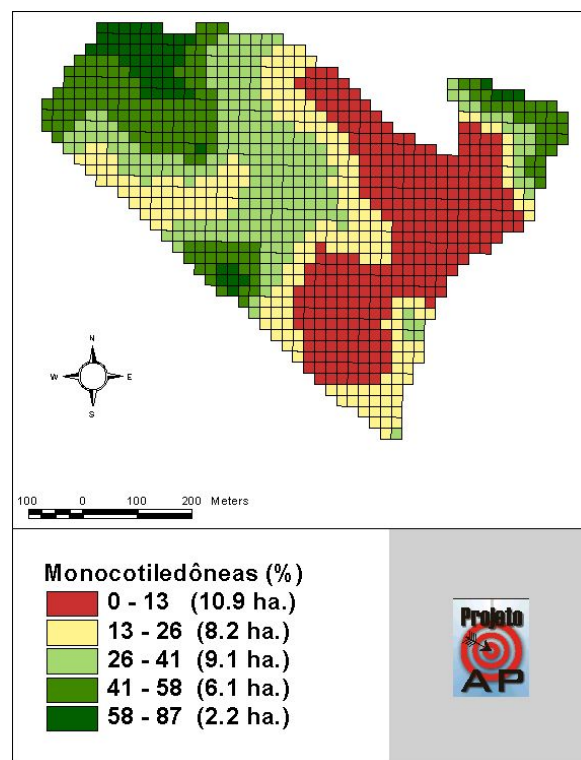 N
W E
S
100 0 100 200 Meters
Monocotiledôneas (%)
0 - 13 (10.9 ha.)
13 - 26 (8.2 ha.)
26 - 41 (9.1 ha.)
41 - 58 (6.1 ha.)
58 - 87 (2.2 ha.)
Projeto
AP